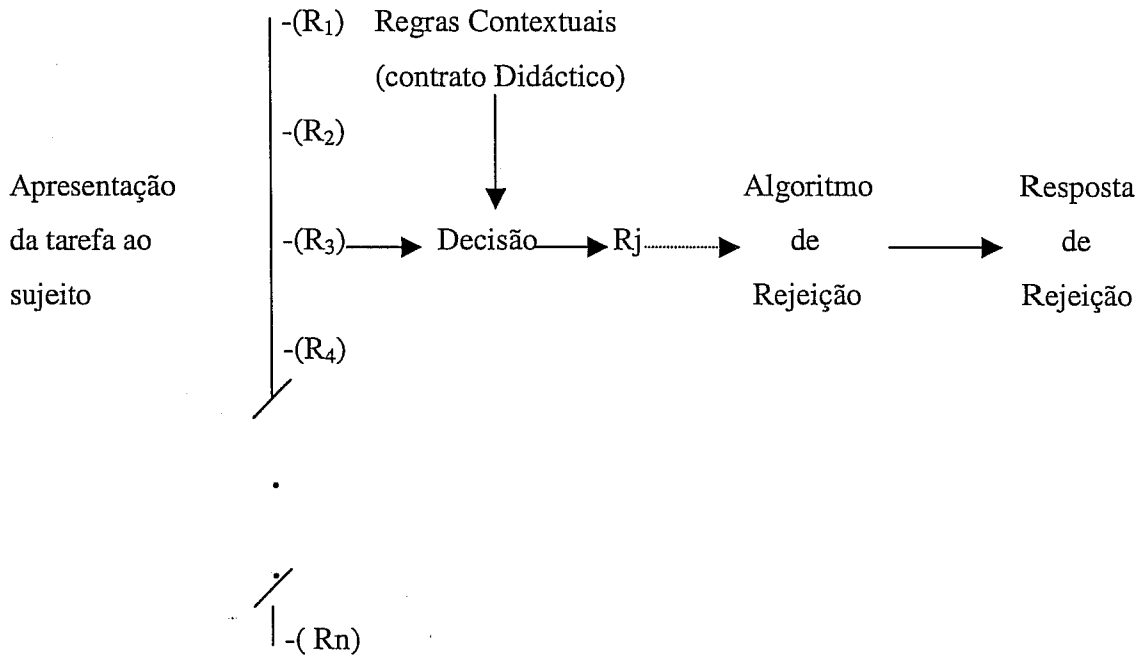 -(R₁) Regras Contextuais
(contrato Didáctico)
-(R₂)
Apresentação
da tarefa ao
sujeito
-(R₃)
Decisão
Rj
Algoritmo
de
Rejeição
Resposta
de
Rejeição
-(R₄)
-( Rn)